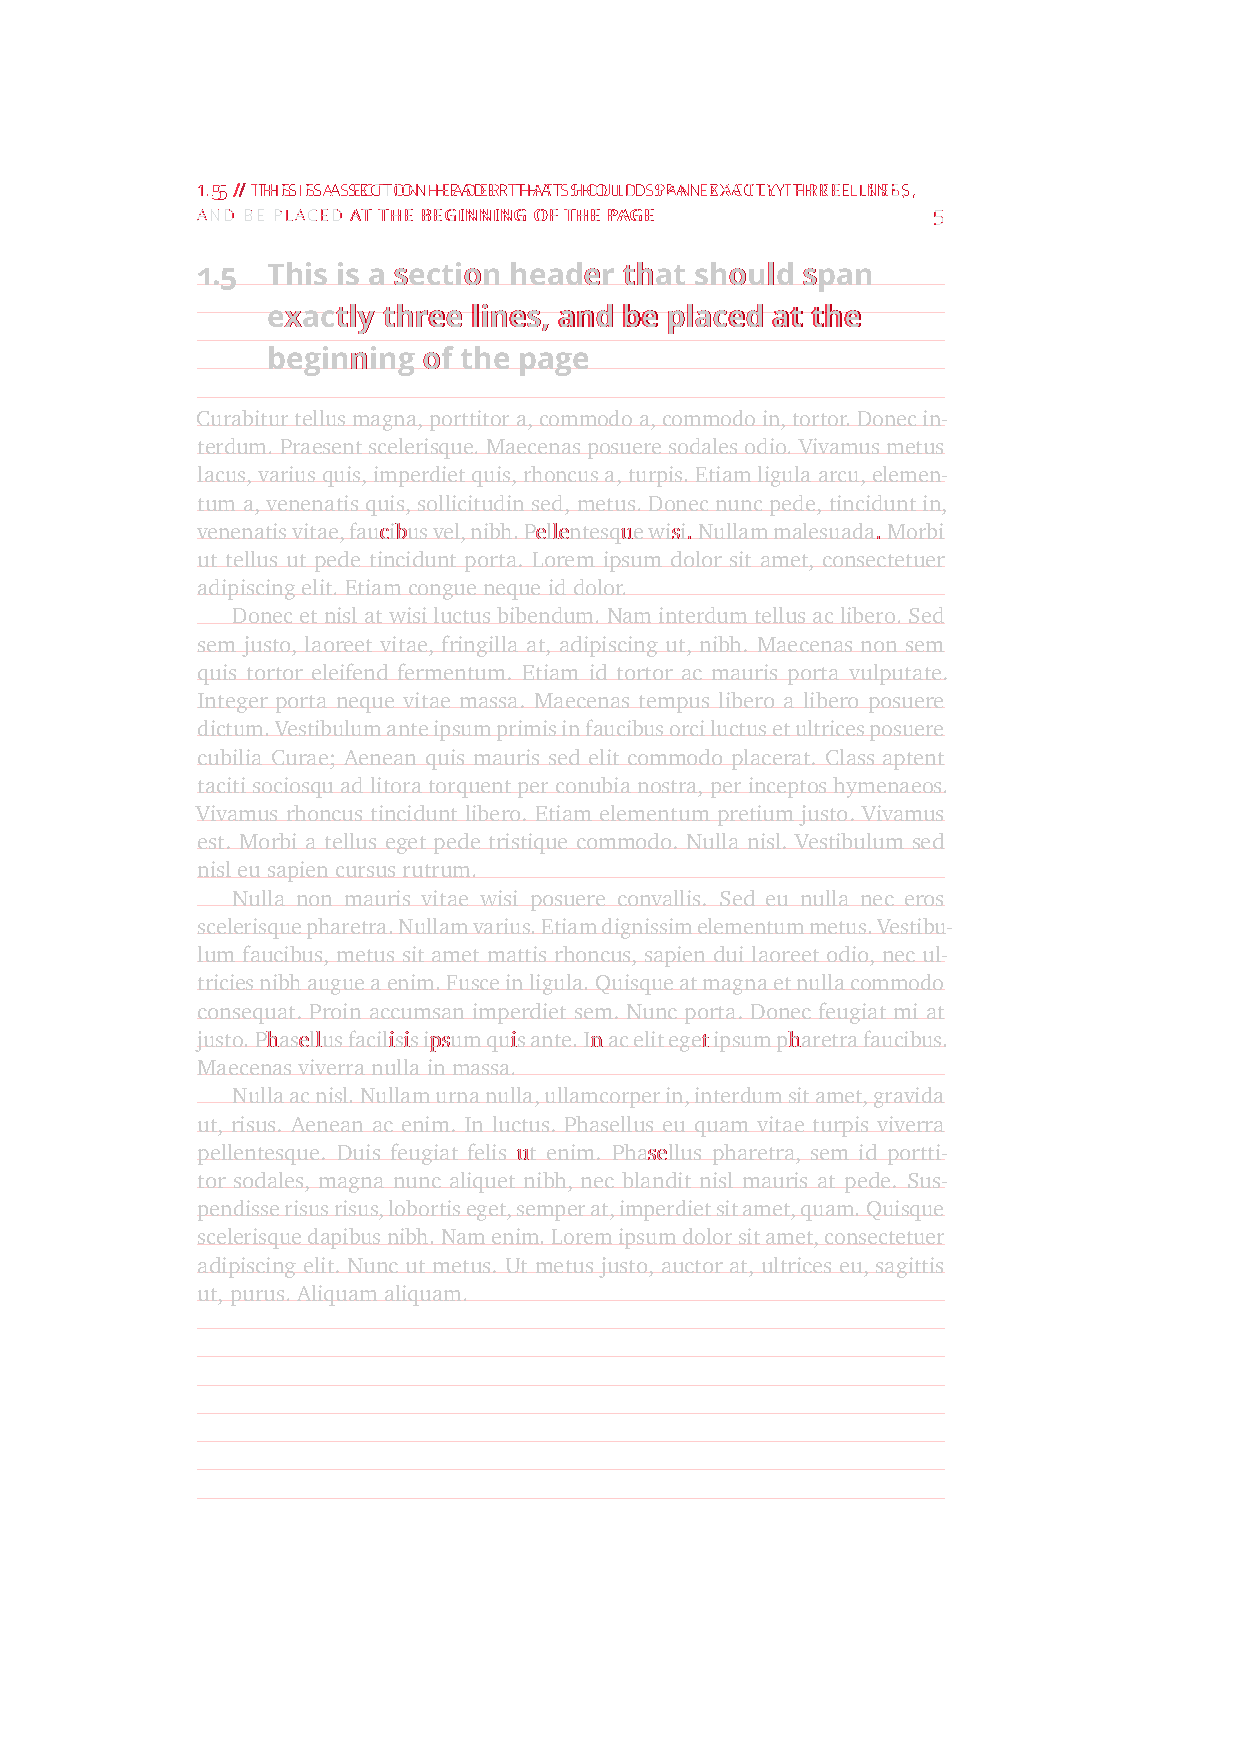 1.5 // THIS IS A SECTION HEADER THAT SHOULD SPAN EXACTLY THREE LINES,
AND BE PLACED AT THE BEGINNING OF THE PAGE 5
1.5 This is a section header that should span
exactly three lines, and be placed at the
beginning of the page
Curabitur tellus magna, porttitor a, commodo a, commodo in, tortor. Donec in-
terdum. Praesent scelerisque. Maecenas posuere sodales odio. Vivamus metus
lacus, varius quis, imperdiet quis, rhoncus a, turpis. Etiam ligula arcu, elemen-
tum a, venenatis quis, sollicitudin sed, metus. Donec nunc pede, tincidunt in,
venenatis vitae, faucibus vel, nibh. Pellentesque wisi. Nullam malesuada. Morbi
ut tellus ut pede tincidunt porta. Lorem ipsum dolor sit amet, consectetuer
adipiscing elit. Etiam congue neque id dolor.
Donec et nisl at wisi luctus bibendum. Nam interdum tellus ac libero. Sed
sem justo, laoreet vitae, fringilla at, adipiscing ut, nibh. Maecenas non sem
quis tortor eleifend fermentum. Etiam id tortor ac mauris porta vulputate.
Integer porta neque vitae massa. Maecenas tempus libero a libero posuere
dictum. Vestibulum ante ipsum primis in faucibus orci luctus et ultrices posuere
cubilia Curae; Aenean quis mauris sed elit commodo placerat. Class aptent
taciti sociosqu ad litora torquent per conubia nostra, per inceptos hymenaeos.
Vivamus rhoncus tincidunt libero. Etiam elementum pretium justo. Vivamus
est. Morbi a tellus eget pede tristique commodo. Nulla nisl. Vestibulum sed
nisl eu sapien cursus rutrum.
Nulla non mauris vitae wisi posuere convallis. Sed eu nulla nec eros
scelerisque pharetra. Nullam varius. Etiam dignissim elementum metus. Vestibu-
lum faucibus, metus sit amet mattis rhoncus, sapien dui laoreet odio, nec ul-
tricies nibh augue a enim. Fusce in ligula. Quisque at magna et nulla commodo
consequat. Proin accumsan imperdiet sem. Nunc porta. Donec feugiat mi at
justo. Phasellus facilisis ipsum quis ante. In ac elit eget ipsum pharetra faucibus.
Maecenas viverra nulla in massa.
Nulla ac nisl. Nullam urna nulla, ullamcorper in, interdum sit amet, gravida
ut, risus. Aenean ac enim. In luctus. Phasellus eu quam vitae turpis viverra
pellentesque. Duis feugiat felis ut enim. Phasellus pharetra, sem id portti-
tor sodales, magna nunc aliquet nibh, nec blandit nisl mauris at pede. Sus-
pendisse risus risus, lobortis eget, semper at, imperdiet sit amet, quam. Quisque
scelerisque dapibus nibh. Nam enim. Lorem ipsum dolor sit amet, consectetuer
adipiscing elit. Nunc ut metus. Ut metus justo, auctor at, ultrices eu, sagittis
ut, purus. Aliquam aliquam.